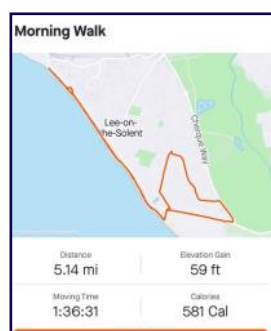 Morning Walk
Lee-on-
the-Solent
Cherque Way
Distance
5.14 mi
Elevation Gain
59 ft
Moving Time
1:36:31
Calories
581 Cal